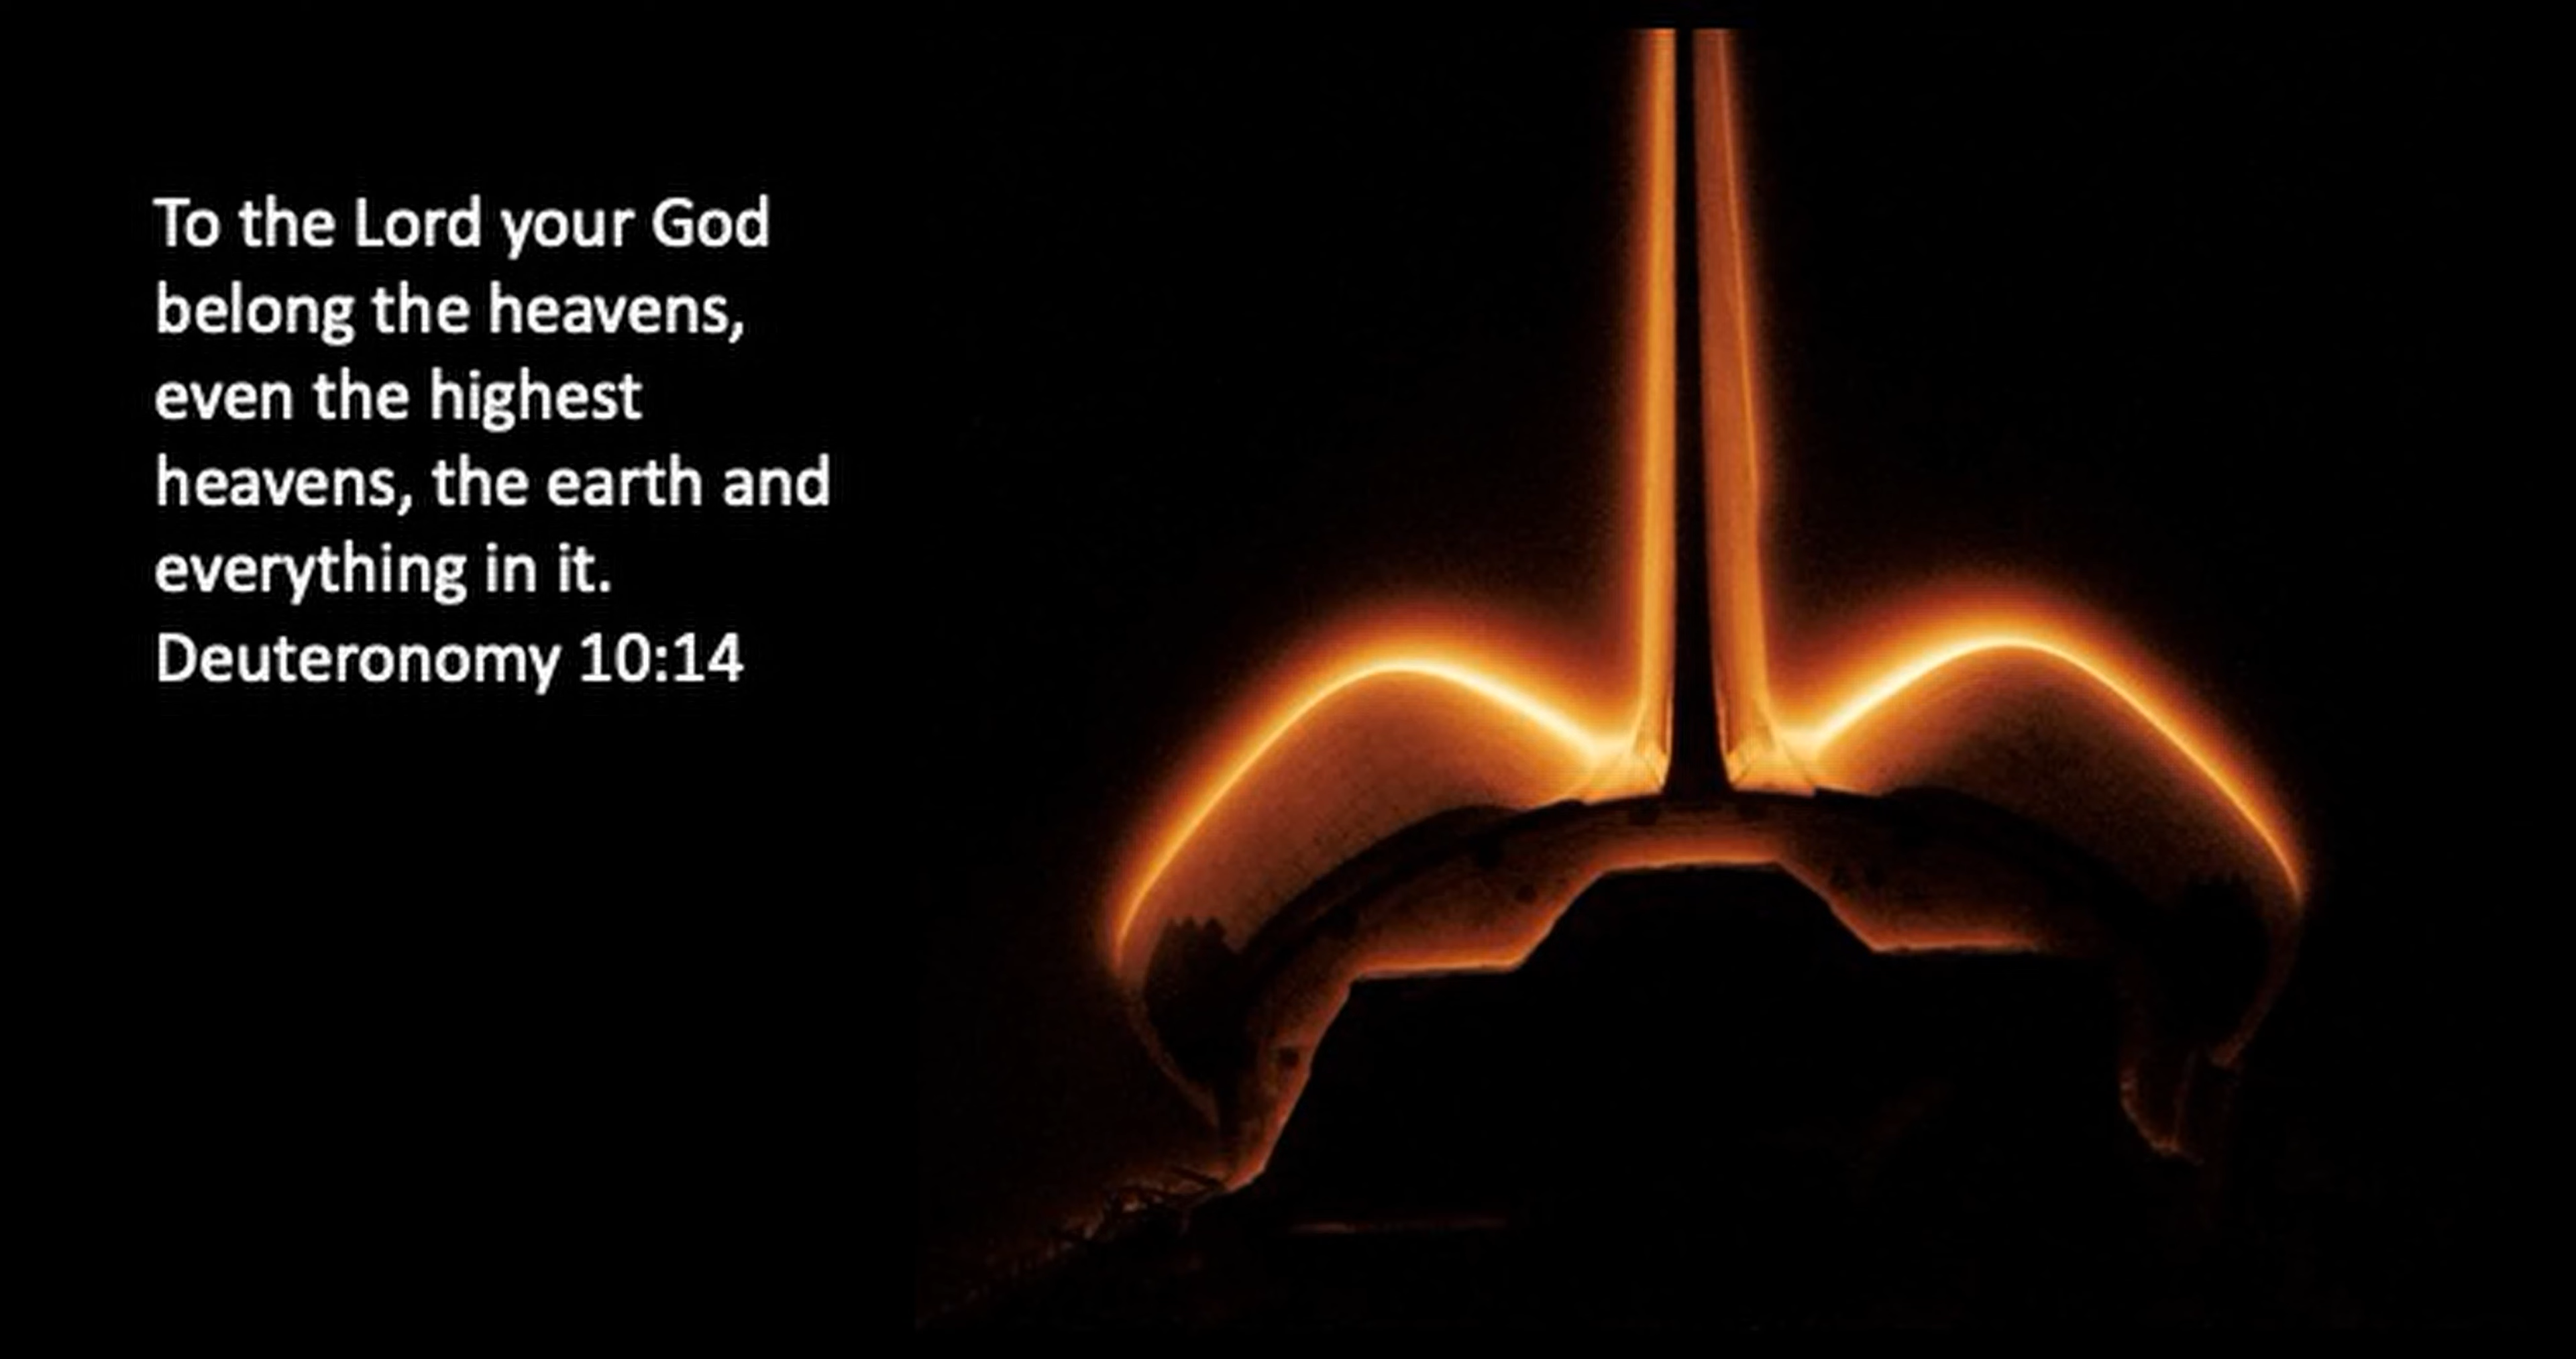 To the Lord your God
belong the heavens,
even the highest
heavens, the earth and
everything in it.
Deuteronomy 10:14